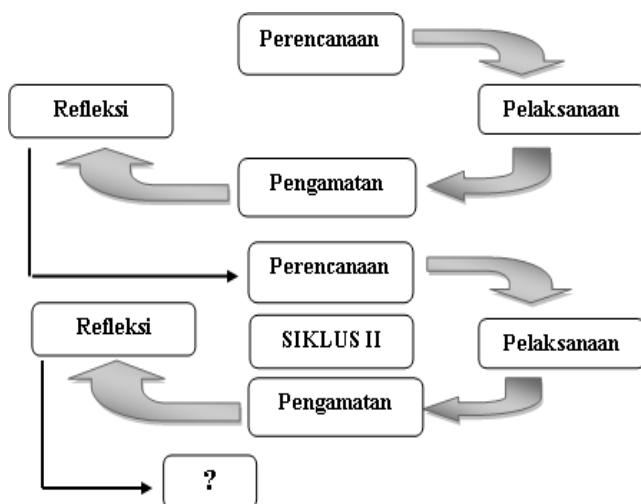 Perencanaan
Refleksi
Pelaksanaan
Pengamatan
Perencanaan
Refleksi
SIKLUS II
Pelaksanaan
Pengamatan
?